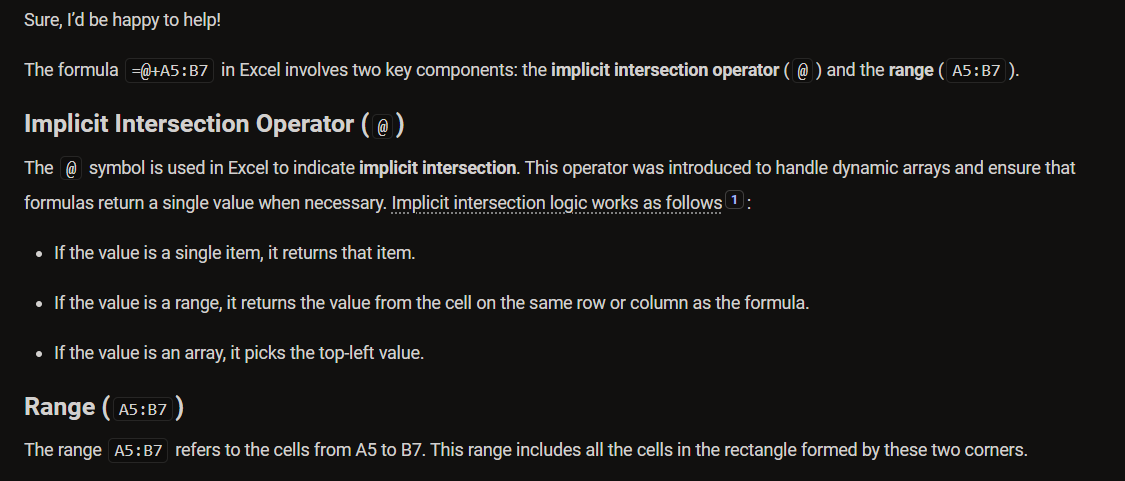 Sure, I’d be happy to help!
The formula =@+A5:B7 in Excel involves two key components: the implicit intersection operator ( @ ) and the range ( A5:B7 ).
Implicit Intersection Operator ( @ )
The @ symbol is used in Excel to indicate implicit intersection. This operator was introduced to handle dynamic arrays and ensure that
formulas return a single value when necessary. Implicit intersection logic works as follows 1 :
• If the value is a single item, it returns that item.
• If the value is a range, it returns the value from the cell on the same row or column as the formula.
• If the value is an array, it picks the top-left value.
Range ( A5:B7 )
The range A5:B7 refers to the cells from A5 to B7. This range includes all the cells in the rectangle formed by these two corners.